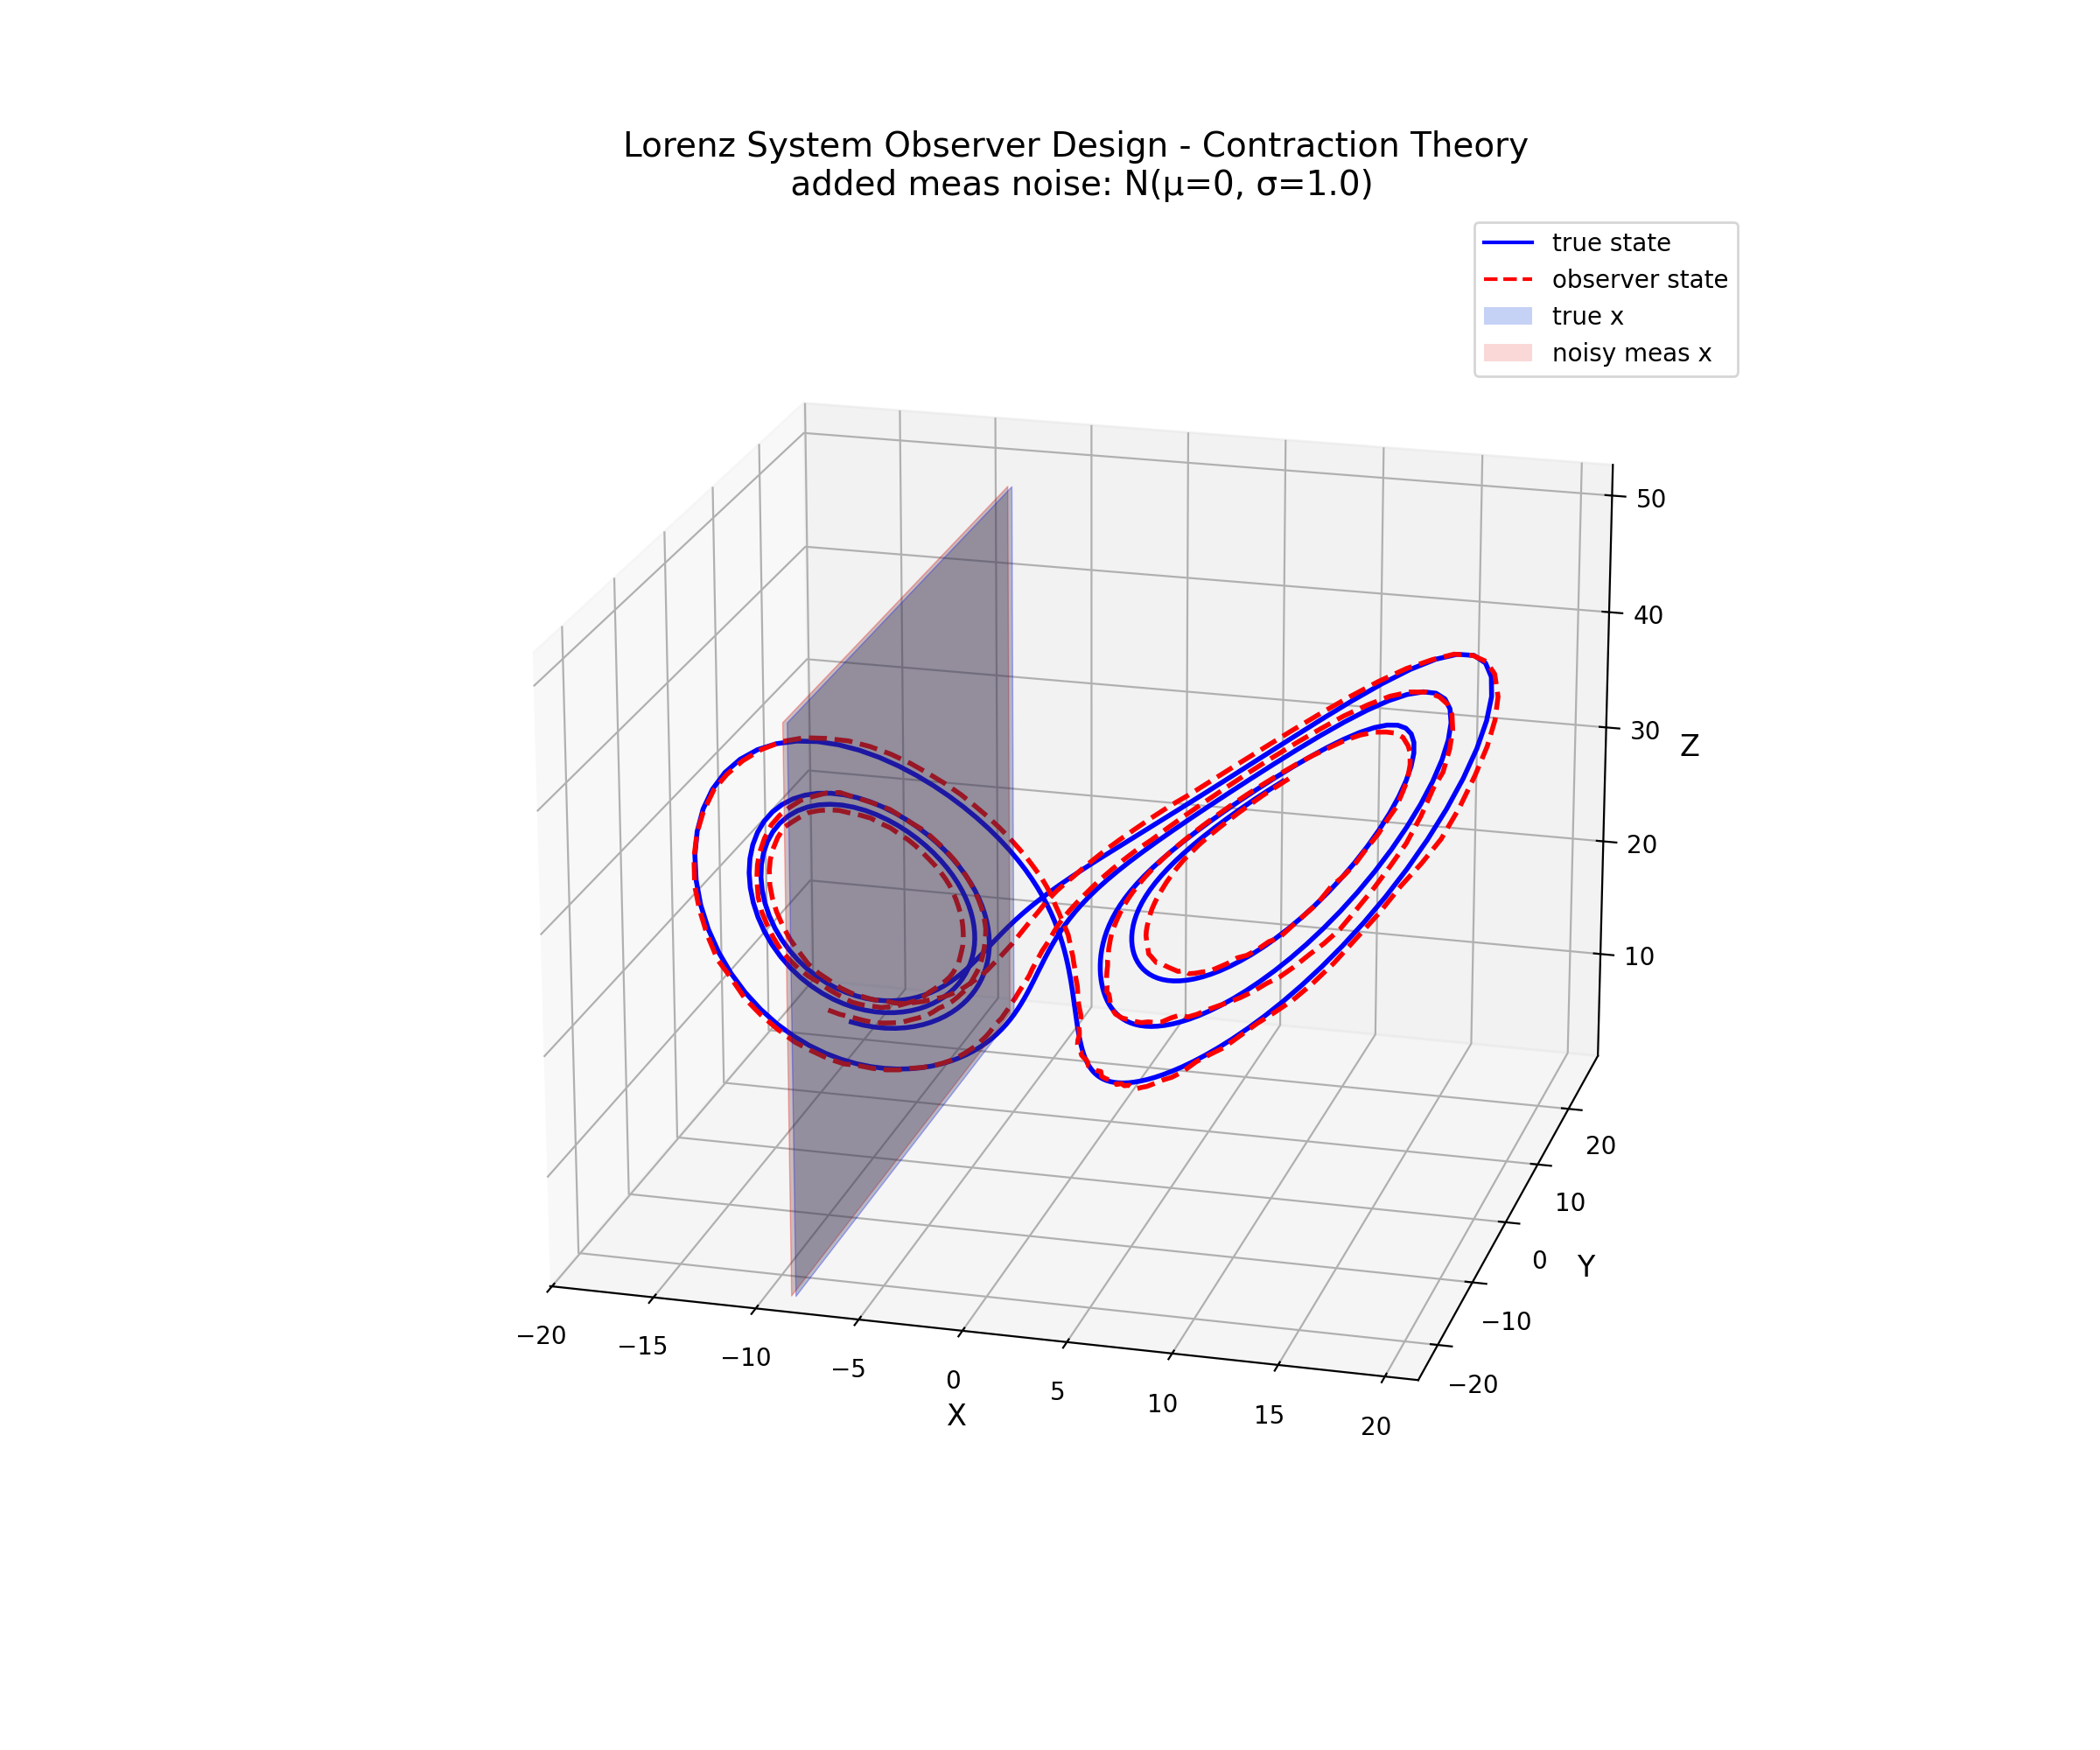 Lorenz System Observer Design - Contraction Theory
added meas noise: N(μ=0, σ=1.0)
true state
observer state
true x
noisy meas x
50
40
30
Z
20
10
20
10
0
Y
−10
−20
−20
−15
−10
−5
0
5
10
15
20
X